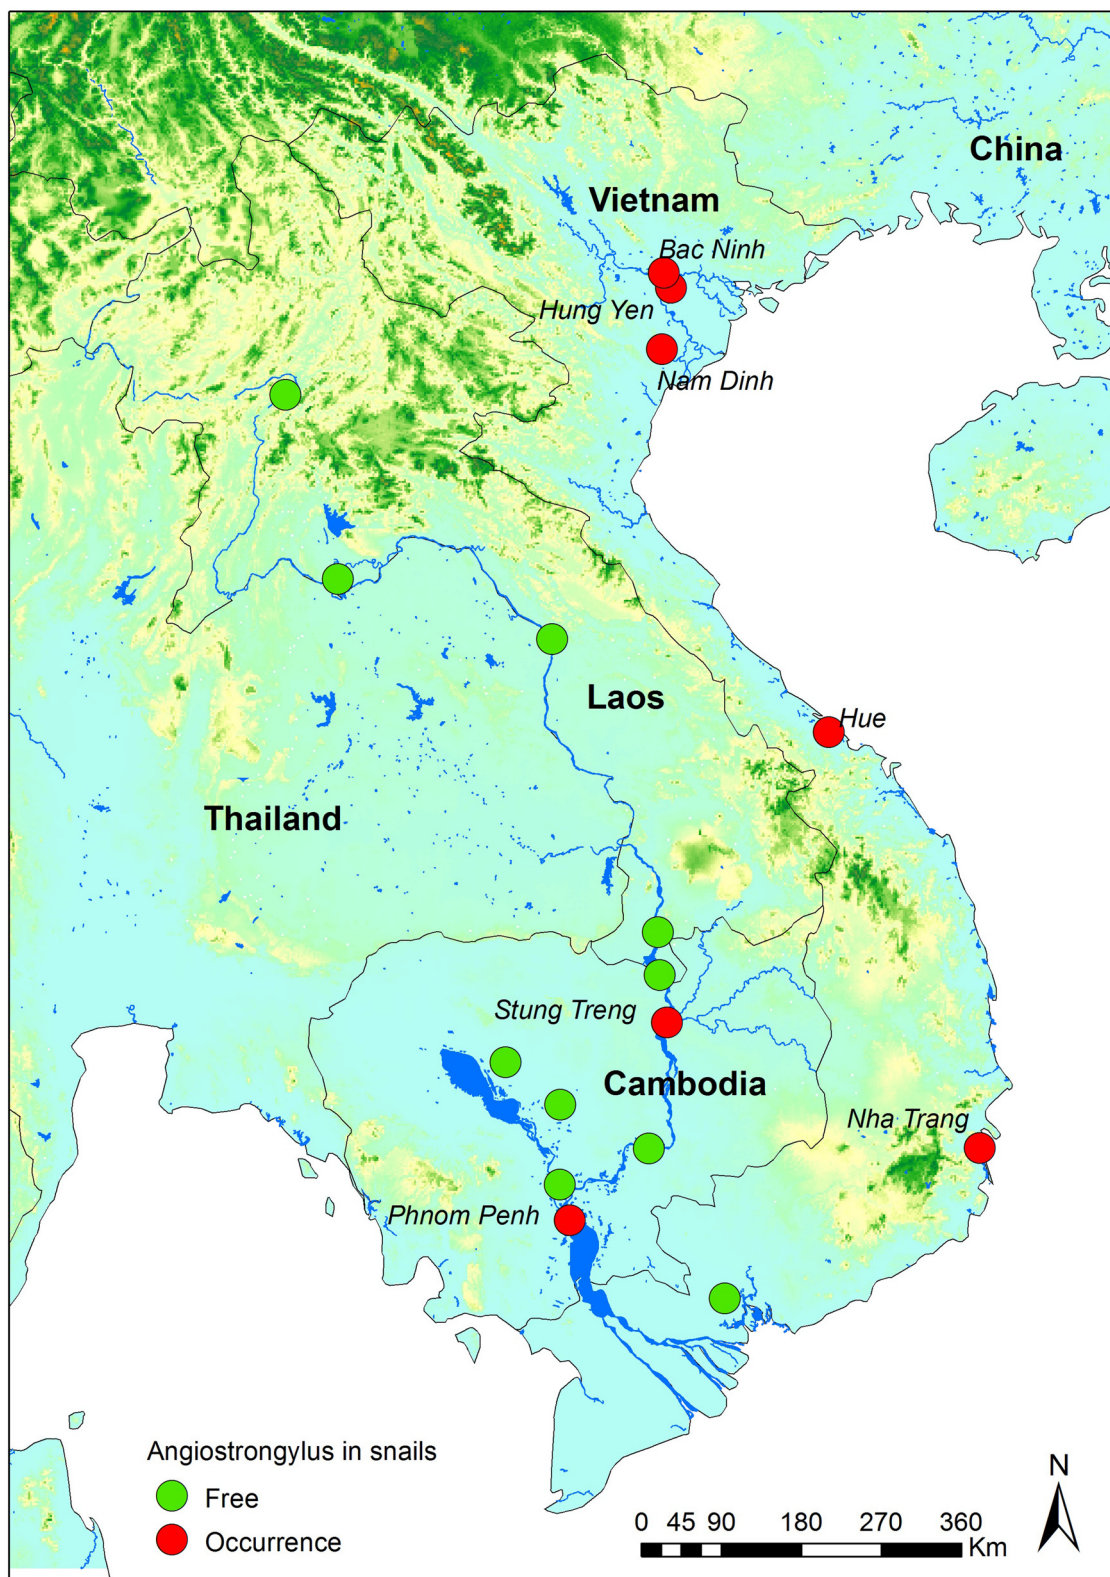 China
Vietnam
Bac Ninh
Hung Yen
Nam Dinh
Laos
Hue
Thailand
Stung Treng
Cambodia
Nha Trang
Phnom Penh
Angiostrongylus in snails
Free
Occurrence
N
0 45 90 180 270 360
Km